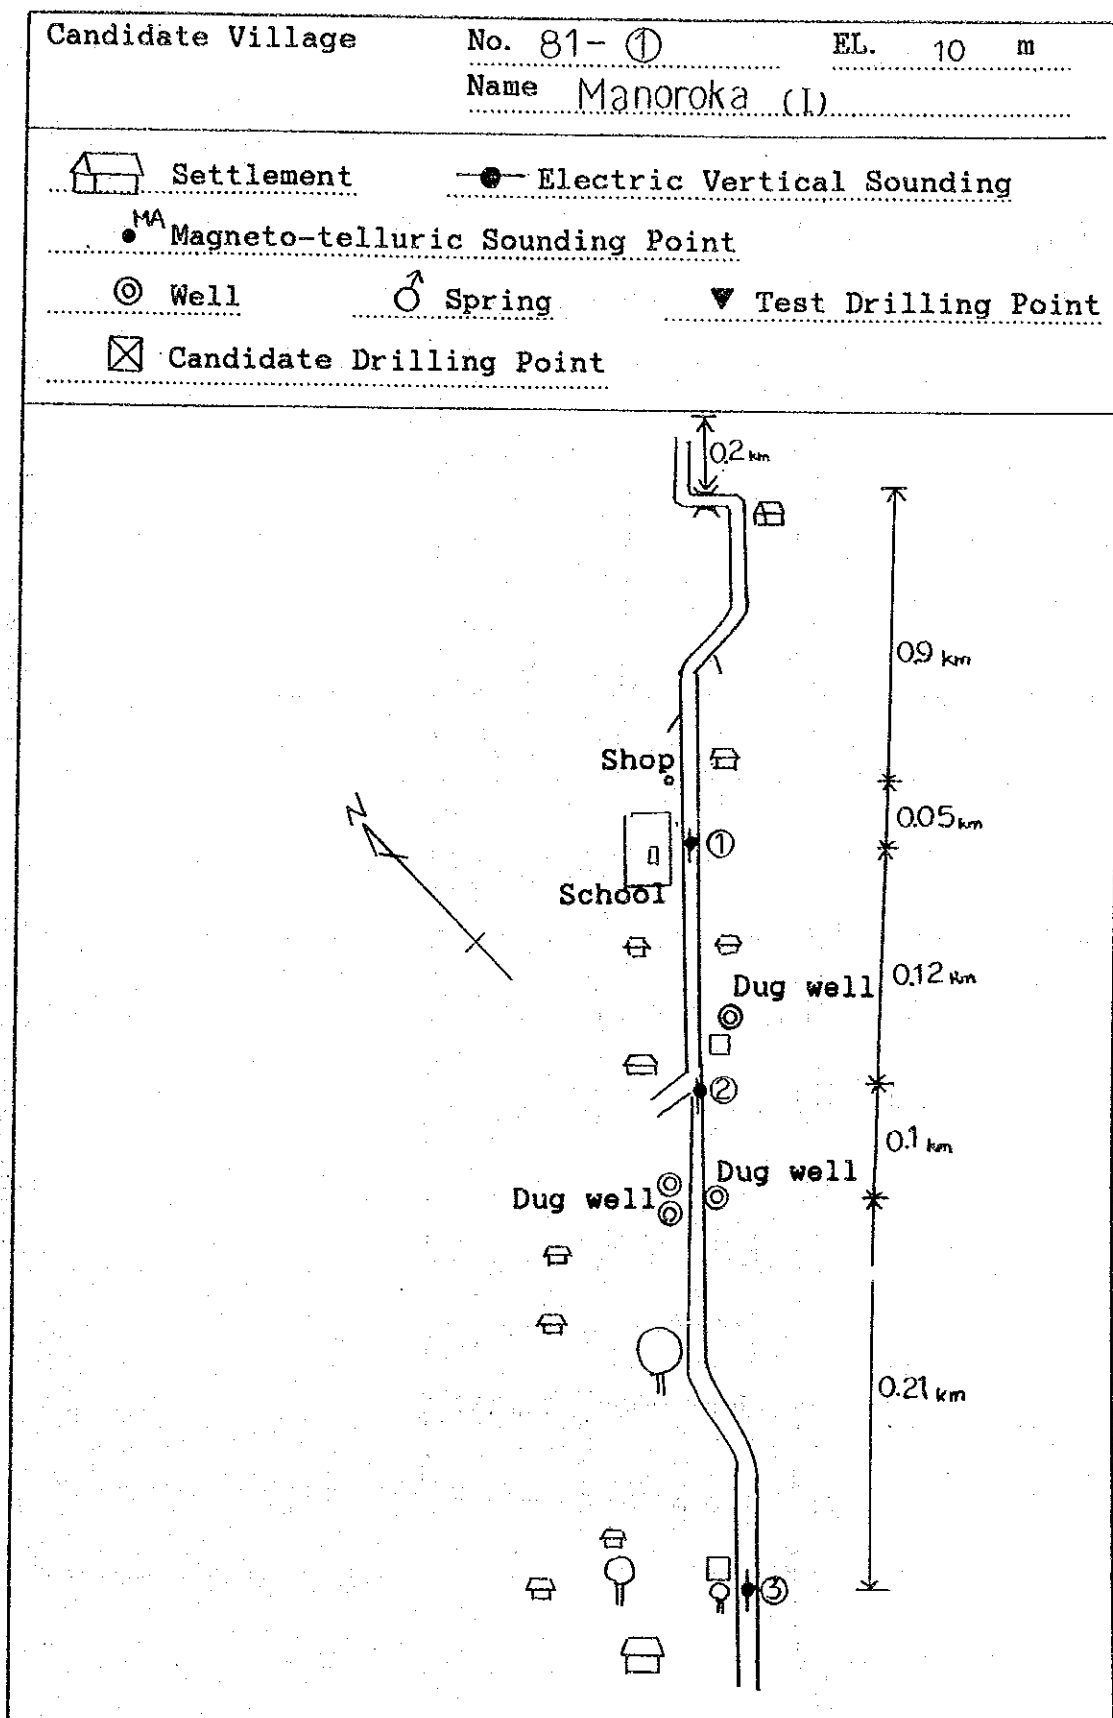 Candidate Village No. 81-① EL. 10 m
Name Manoroka (I)
Settlement Electric Vertical Sounding
MA Magneto-telluric Sounding Point
Well Spring Test Drilling Point
Candidate Drilling Point
0.2 km
0.9 km
Shop
0.05 km
N
①
School
0.12 km
Dug well
②
0.1 km
Dug well
Dug well
0.21 km
③